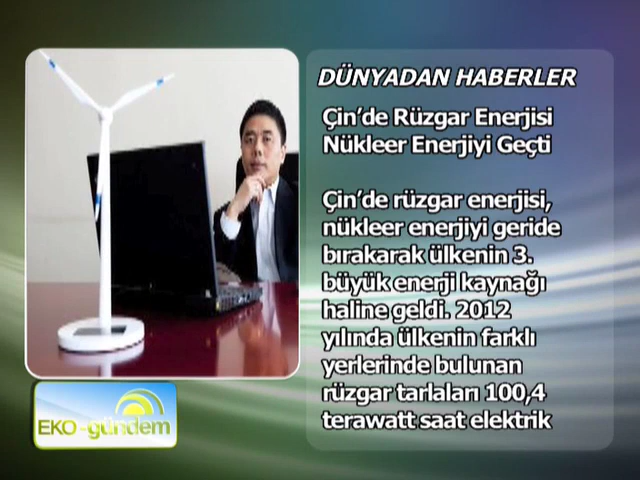 DÜNYADAN HABERLER
Çin’de Rüzgar Enerjisi
Nükleer Enerjiyi Geçti
Çin’de rüzgar enerjisi,
nükleer enerjiyi geride
bırakarak ülkenin 3.
büyük enerji kaynağı
haline geldi. 2012
yılında ülkenin farklı
yerlerinde bulunan
rüzgar tarlaları 100,4
terawatt saat elektrik
EKO-gündem